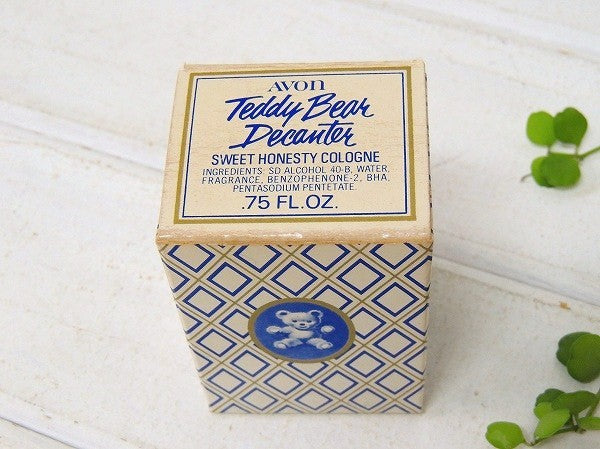 AVON
Teddy Bear
Decanter
SWEET HONESTY COLOGNE
INGREDIENTS: SD ALCOHOL 40-B, WATER,
FRAGRANCE, BENZOPHENONE-2, BHA,
PENTASODIUM PENTETATE.
.75 FL.OZ.